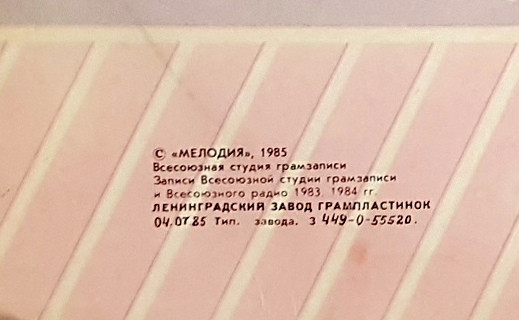 © «МЕЛОДИЯ», 1985
Всесоюзная студия грамзаписи
Записи Всесоюзной студии грамзаписи
и Всесоюзного радио 1983, 1984 гг.
ЛЕНИНГРАДСКИЙ ЗАВОД ГРАМПЛАСТИНОК
04.07.85 Тип. завода. З 449-0-55520.